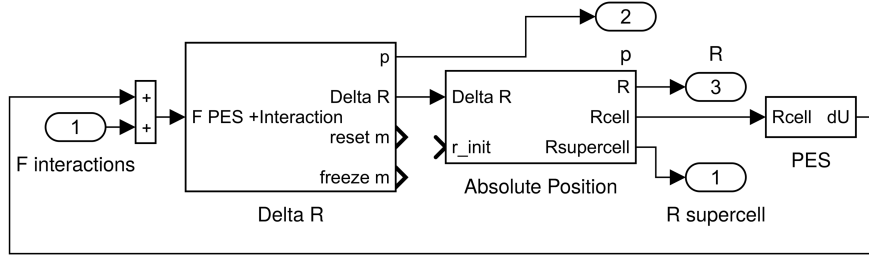 2
p
p
R
+
+
1
F interactions
F PES +Interaction
Delta R
reset m
freeze m
Delta R
Delta R
r_init
R
Rcell
Rsupercell
Absolute Position
3
1
R supercell
Rcell dU
PES